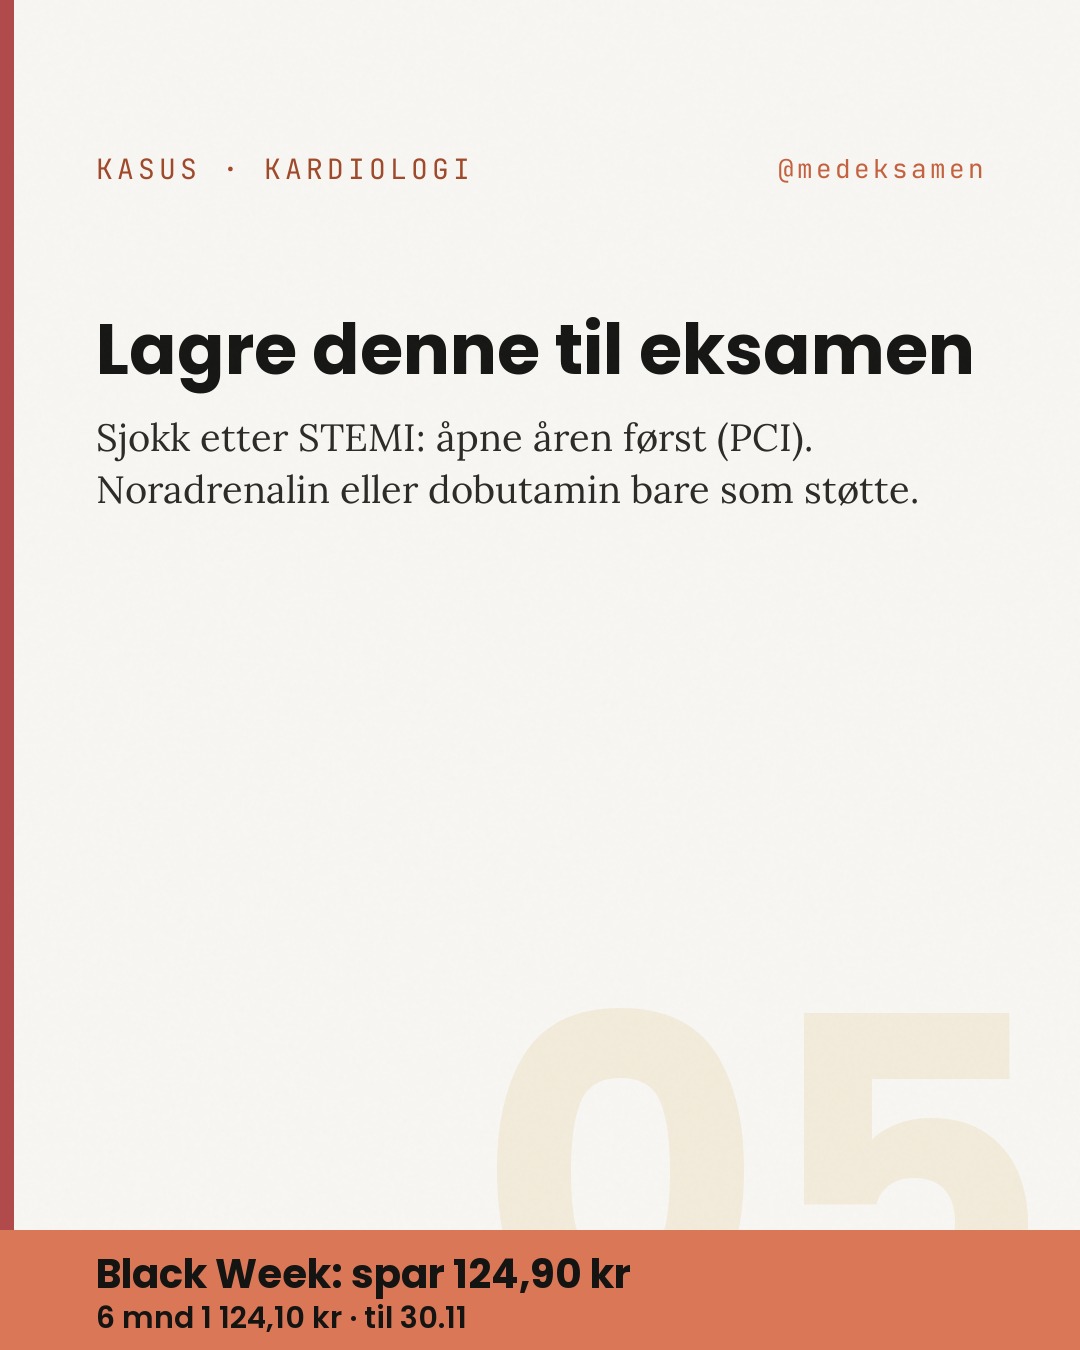 KASUS · KARDIOLOGI
@medeksamen
Lagre denne til eksamen
Sjokk etter STEMI: åpne åren først (PCI).
Noradrenalin eller dobutamin bare som støtte.
05
Black Week: spar 124,90 kr
6 mnd 1 124,10 kr · til 30.11